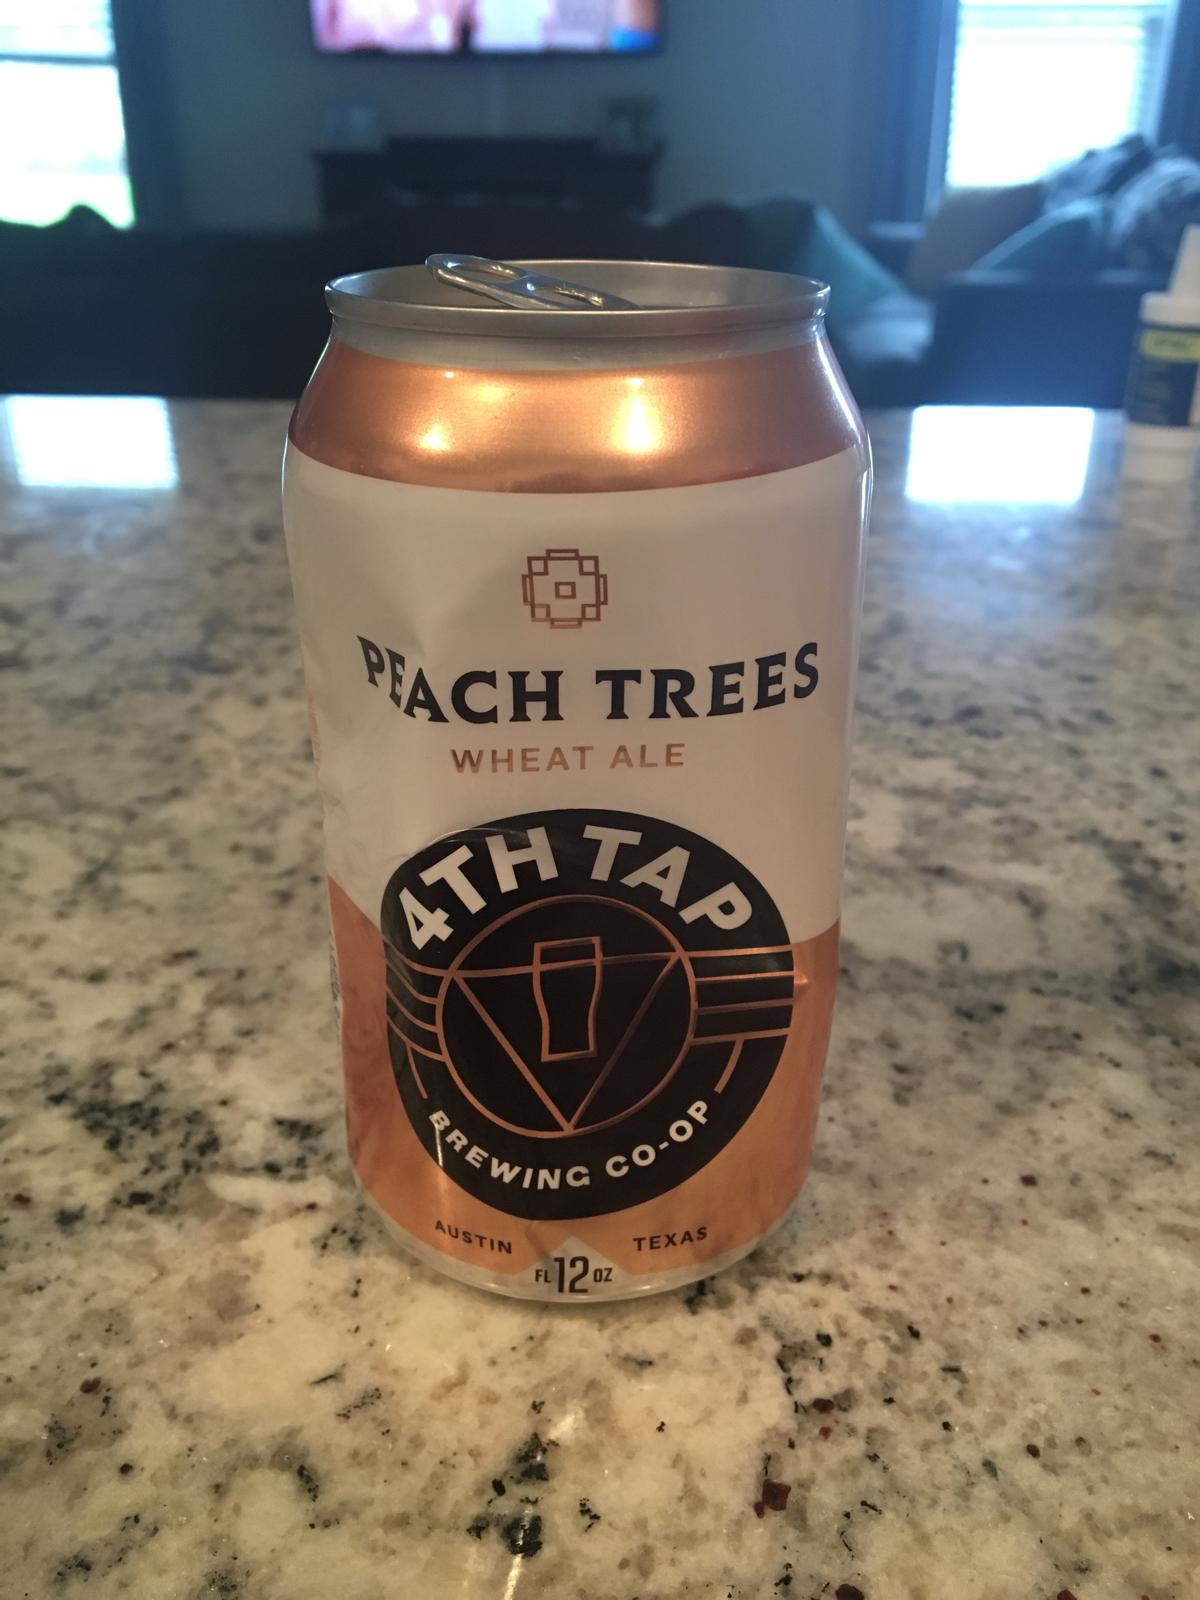 PEACH TREES
WHEAT ALE
4TH TAP
BREWING CO-OP
AUSTIN TEXAS
FL 12 OZ